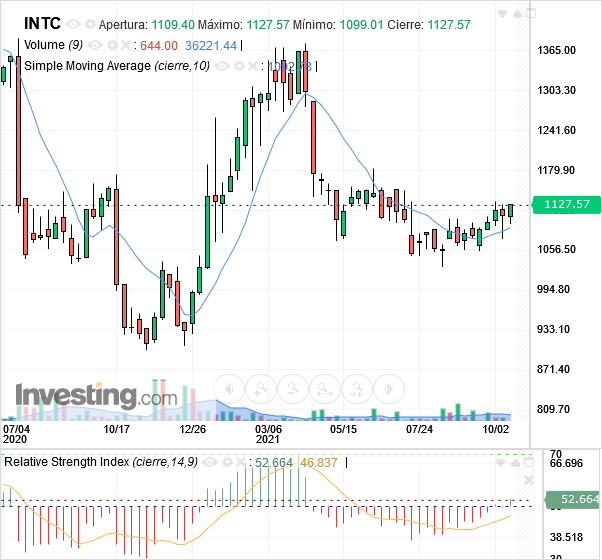 INTC Apertura: 1109.40 Máximo: 1127.57 Mínimo: 1099.01 Cierre: 1127.57
Volume (9) : 644.00 36221.44 |
Simple Moving Average (cierre,10) : |
1365.00
1303.30
1241.60
1179.90
1127.57
1056.50
994.80
933.10
871.40
809.70
Investing.com
07/04 10/17 12/26 03/06 05/15 07/24 10/02
2020 2021
Relative Strength Index (cierre,14,9) : 52.664 46.837 |
70
66.696
52.664
38.518
30